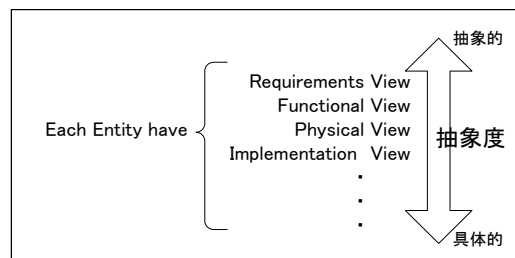 抽象的
Requirements View
Functional View
Each Entity have
Physical View
抽象度
Implementation View
・
・
・
具体的